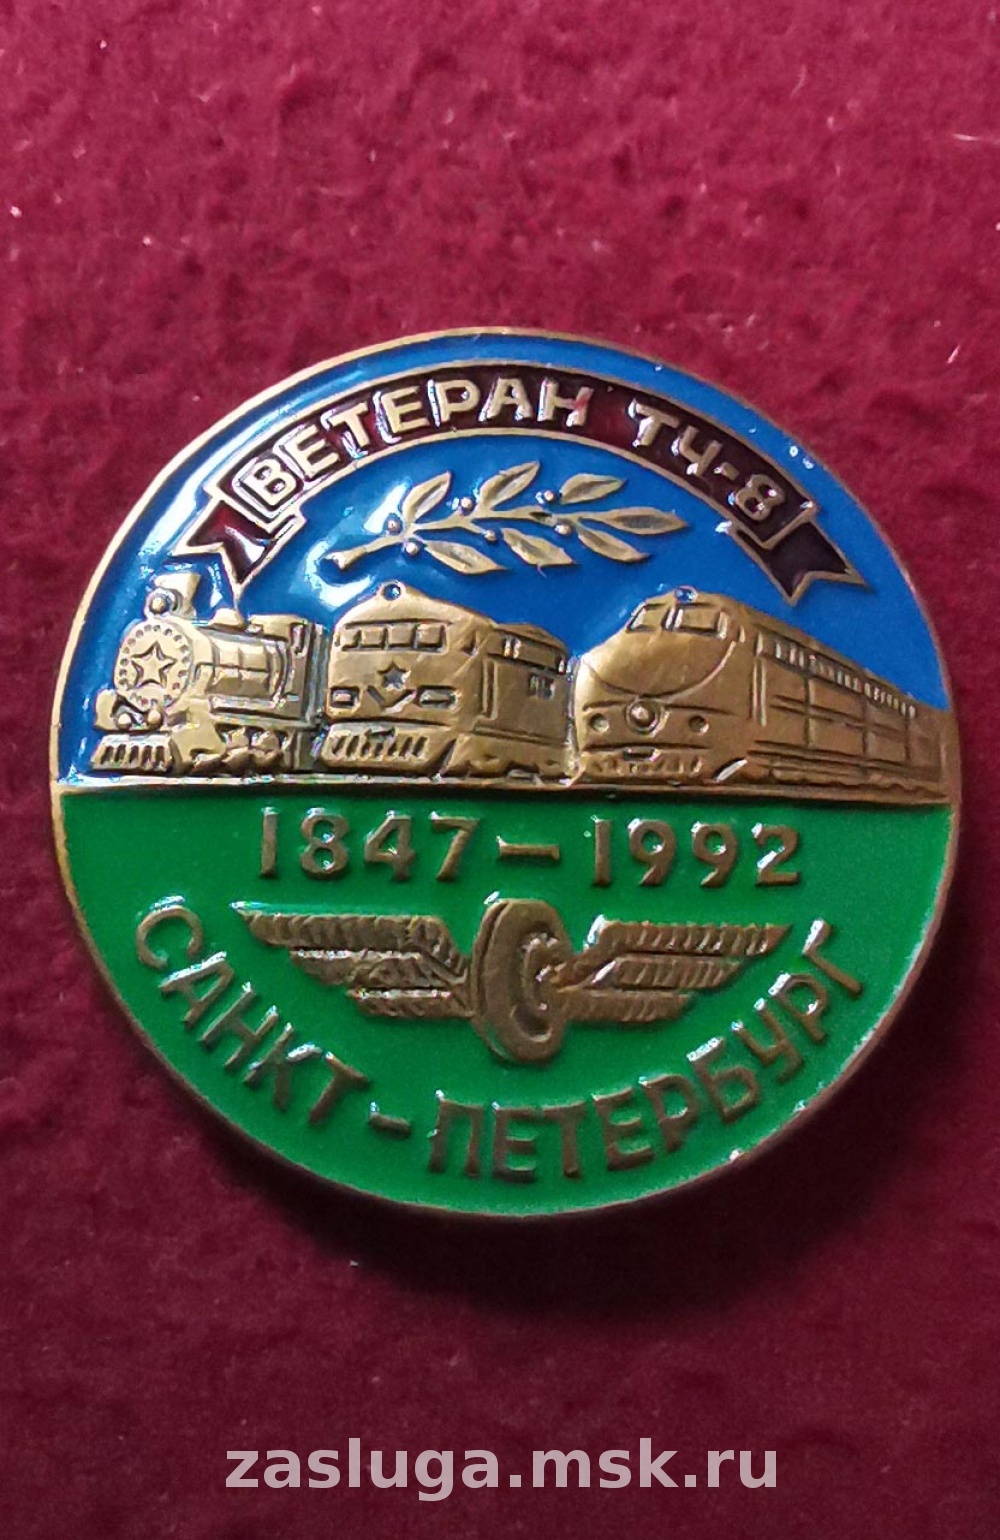 ВЕТЕРАН ТЧ-8
1847-1992
САНКТ-ПЕТЕРБУРГ
zasluga.msk.ru